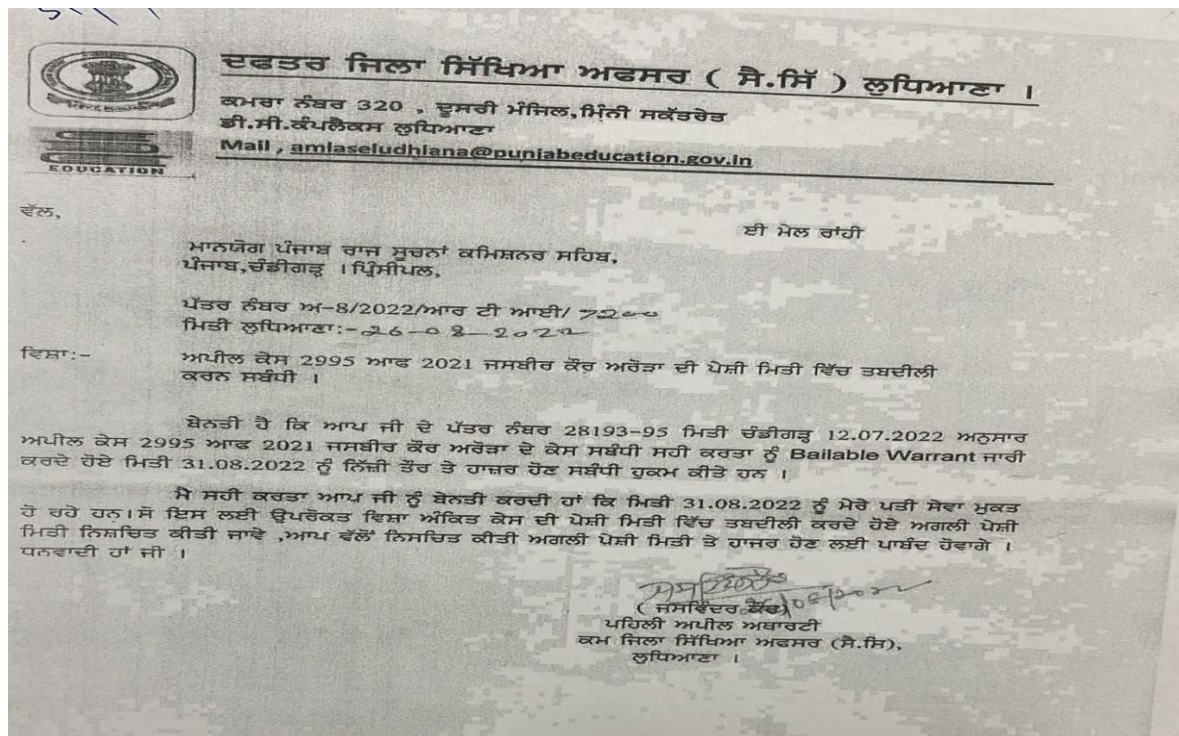 ਦਫਤਰ ਜਿਲਾ ਸਿੱਖਿਆ ਅਫਸਰ ( ਸੈ.ਸਿੱ ) ਲੁਧਿਆਣਾ ।
ਕਮਰਾ ਨੰਬਰ 320 , ਦੂਸਰੀ ਮੰਜਿਲ,ਮਿੰਨੀ ਸਕੱਤਰੇਤ
ਡੀ.ਸੀ.ਕੰਪਲੈਕਸ ਲੁਧਿਆਣਾ
Mail , amlaseludhiana@punjabeducation.gov.in
EDUCATION
ਵੱਲ,
ਈ ਮੇਲ ਰਾਂਹੀ
ਮਾਨਯੋਗ ਪੰਜਾਬ ਰਾਜ ਸੂਚਨਾਂ ਕਮਿਸ਼ਨਰ ਸਹਿਬ,
ਪੰਜਾਬ,ਚੰਡੀਗੜ੍ਹ ।ਪ੍ਰਿੰਸੀਪਲ,
ਪੱਤਰ ਨੰਬਰ ਅ-8/2022/ਆਰ ਟੀ ਆਈ/ 7200
ਮਿਤੀ ਲੁਧਿਆਣਾ:-26-08-2022
ਵਿਸ਼ਾ:- ਅਪੀਲ ਕੇਸ 2995 ਆਫ 2021 ਜਸਬੀਰ ਕੌਰ ਅਰੋੜਾ ਦੀ ਪੇਸ਼ੀ ਮਿਤੀ ਵਿੱਚ ਤਬਦੀਲੀ
ਕਰਨ ਸਬੰਧੀ ।
ਬੇਨਤੀ ਹੈ ਕਿ ਆਪ ਜੀ ਦੇ ਪੱਤਰ ਨੰਬਰ 28193-95 ਮਿਤੀ ਚੰਡੀਗੜ੍ਹ 12.07.2022 ਅਨੁਸਾਰ
ਅਪੀਲ ਕੇਸ 2995 ਆਫ 2021 ਜਸਬੀਰ ਕੌਰ ਅਰੋੜਾ ਦੇ ਕੇਸ ਸਬੰਧੀ ਸਹੀ ਕਰਤਾ ਨੂੰ Bailable Warrant ਜਾਰੀ
ਕਰਦੇ ਹੋਏ ਮਿਤੀ 31.08.2022 ਨੂੰ ਨਿੱਜੀ ਤੌਰ ਤੇ ਹਾਜ਼ਰ ਹੋਣ ਸਬੰਧੀ ਹੁਕਮ ਕੀਤੇ ਹਨ ।
ਮੈ ਸਹੀ ਕਰਤਾ ਆਪ ਜੀ ਨੂੰ ਬੇਨਤੀ ਕਰਦੀ ਹਾਂ ਕਿ ਮਿਤੀ 31.08.2022 ਨੂੰ ਮੇਰੇ ਪਤੀ ਸੇਵਾ ਮੁਕਤ
ਹੋ ਰਹੇ ਹਨ।ਸੋ ਇਸ ਲਈ ਉਪਰੋਕਤ ਵਿਸ਼ਾ ਅੰਕਿਤ ਕੇਸ ਦੀ ਪੇਸ਼ੀ ਮਿਤੀ ਵਿੱਚ ਤਬਦੀਲੀ ਕਰਦੇ ਹੋਏ ਅਗਲੀ ਪੇਸ਼ੀ
ਮਿਤੀ ਨਿਸ਼ਚਿਤ ਕੀਤੀ ਜਾਵੇ ,ਆਪ ਵੱਲੋਂ ਨਿਸਚਿਤ ਕੀਤੀ ਅਗਲੀ ਪੇਸ਼ੀ ਮਿਤੀ ਤੇ ਹਾਜਰ ਹੋਣ ਲਈ ਪਾਬੰਦ ਹੋਵਾਗੇ ।
ਧਨਵਾਦੀ ਹਾਂ ਜੀ ।
( ਜਸਵਿੰਦਰ ਕੌਰ)
ਪਹਿਲੀ ਅਪੀਲ ਅਥਾਰਟੀ
ਕਮ ਜਿਲਾ ਸਿੱਖਿਆ ਅਫਸਰ (ਸੈ.ਸਿ),
ਲੁਧਿਆਣਾ ।